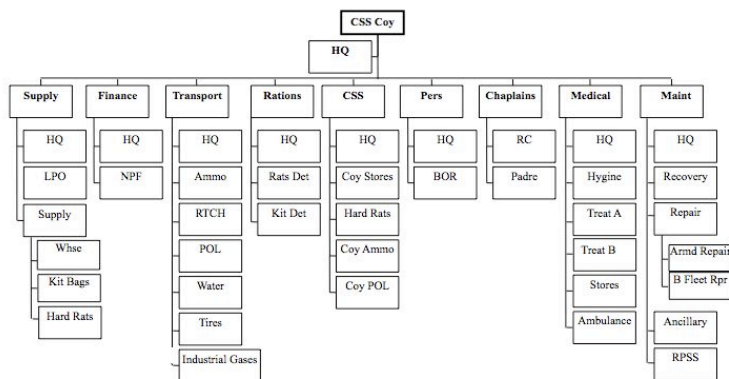 CSS Coy
HQ
Supply
Finance
Transport
Rations
CSS
Pers
Chaplains
Medical
Maint
HQ
LPO
Supply
Whse
Kit Bags
Hard Rats
HQ
NPF
HQ
Ammo
RTCH
POL
Water
Tires
Industrial Gases
HQ
Rats Det
Kit Det
HQ
Coy Stores
Hard Rats
Coy Ammo
Coy POL
HQ
BOR
RC
Padre
HQ
Hygine
Treat A
Treat B
Stores
Ambulance
HQ
Recovery
Repair
Armd Repair
B Fleet Rpr
Ancillary
RPSS